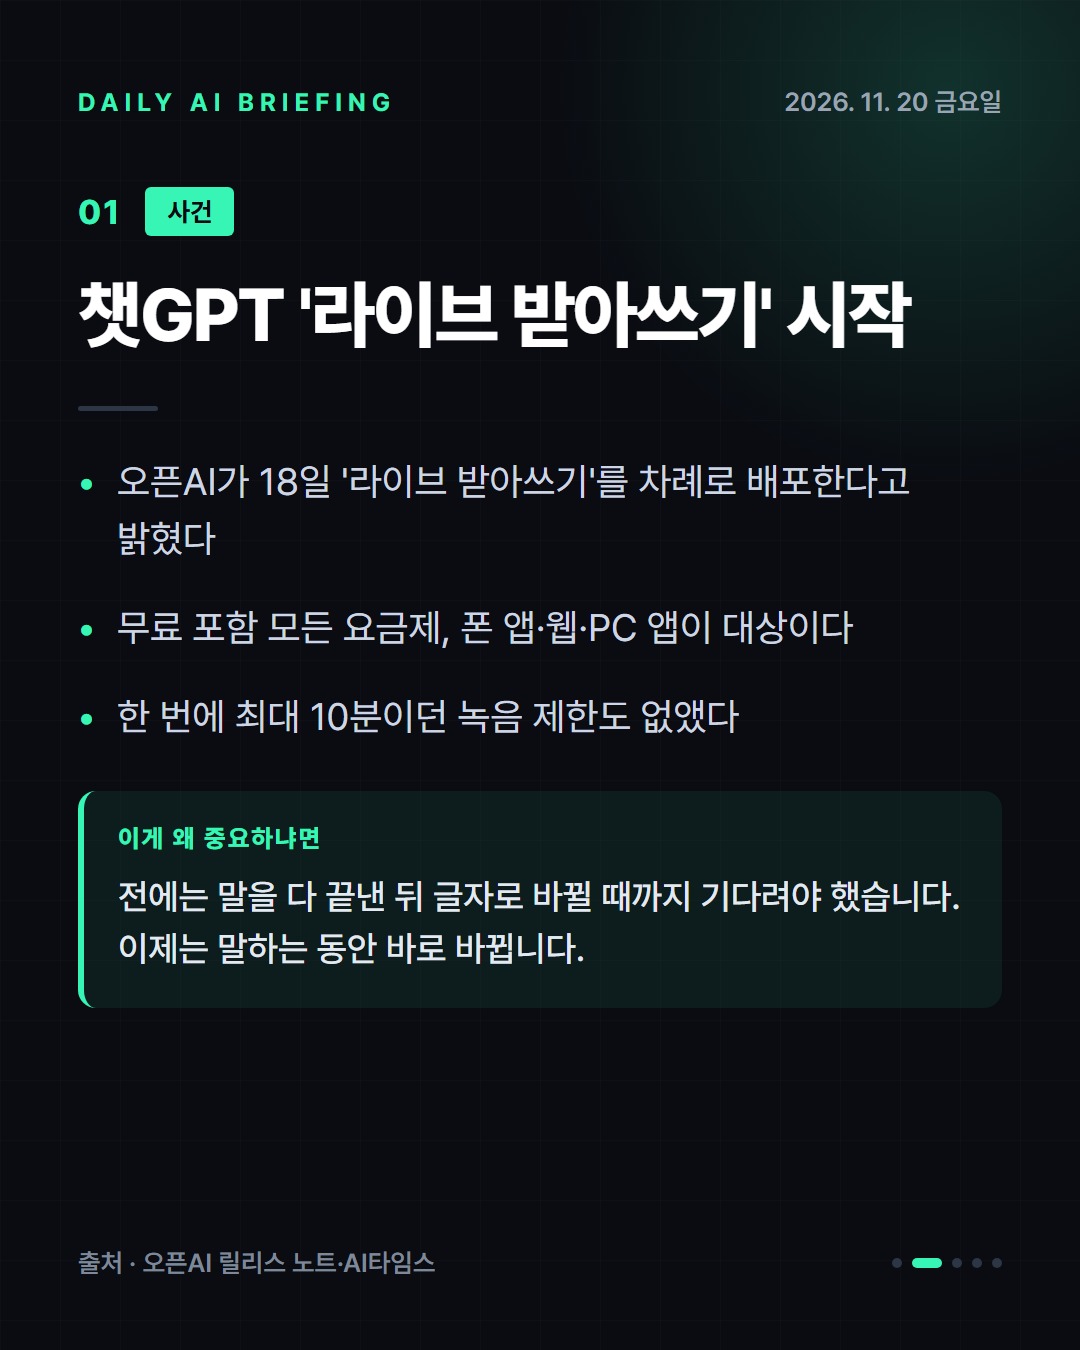 DAILY AI BRIEFING
2026. 11. 20 금요일
01 사건
챗GPT '라이브 받아쓰기' 시작
• 오픈AI가 18일 '라이브 받아쓰기'를 차례로 배포한다고
밝혔다
• 무료 포함 모든 요금제, 폰 앱·웹·PC 앱이 대상이다
• 한 번에 최대 10분이던 녹음 제한도 없앴다
이게 왜 중요하냐면
전에는 말을 다 끝낸 뒤 글자로 바뀔 때까지 기다려야 했습니다.
이제는 말하는 동안 바로 바뀝니다.
출처 · 오픈AI 릴리스 노트·AI타임스